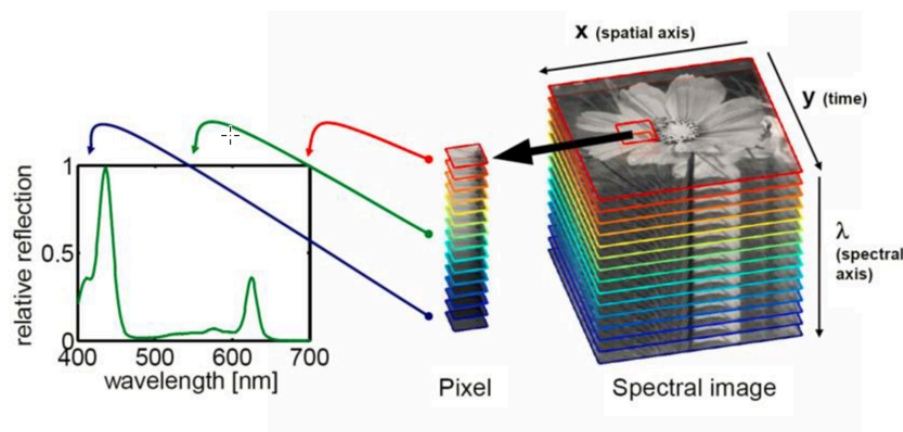 x (spatial axis)
y (time)
λ
(spectral
axis)
relative reflection
1
0.5
0
400 500 600 700
wavelength [nm]
Pixel
Spectral image